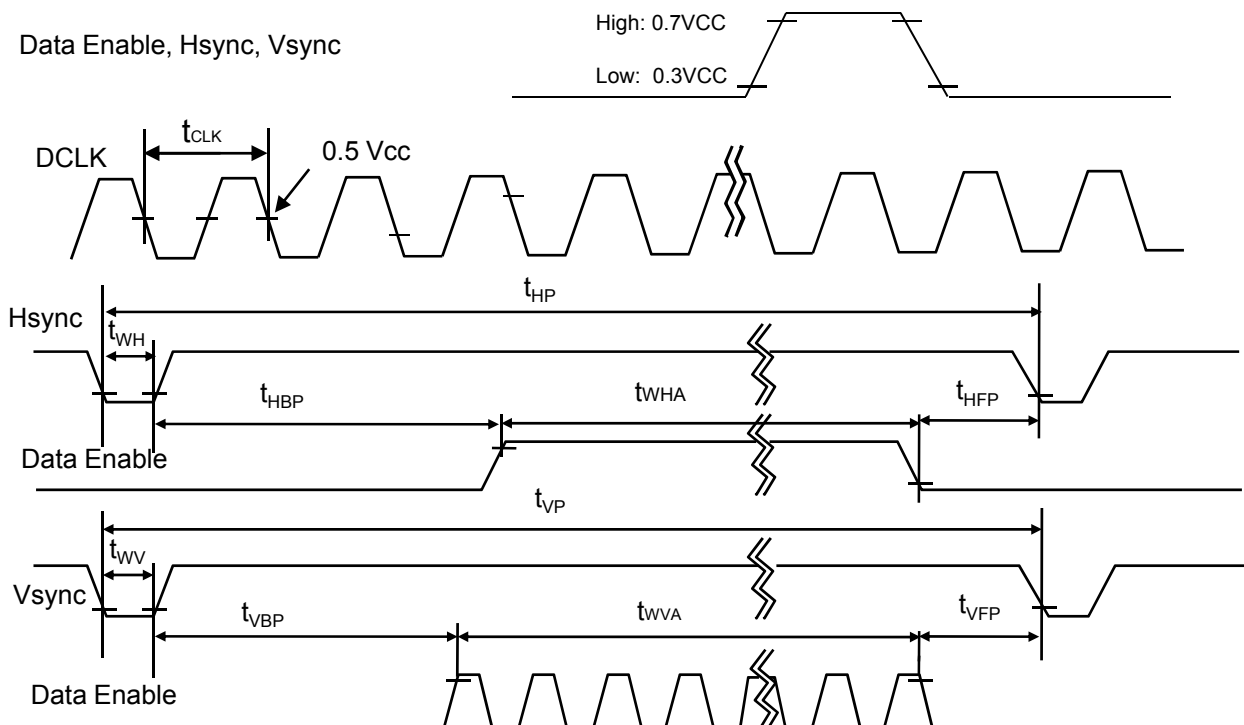 High: 0.7VCC
Data Enable, Hsync, Vsync
Low: 0.3VCC
tCLK
DCLK
0.5 Vcc
tHP
Hsync
tWH
tHBP
tWHA
tHFP
Data Enable
tVP
tWV
Vsync
tVBP
tWVA
tVFP
Data Enable